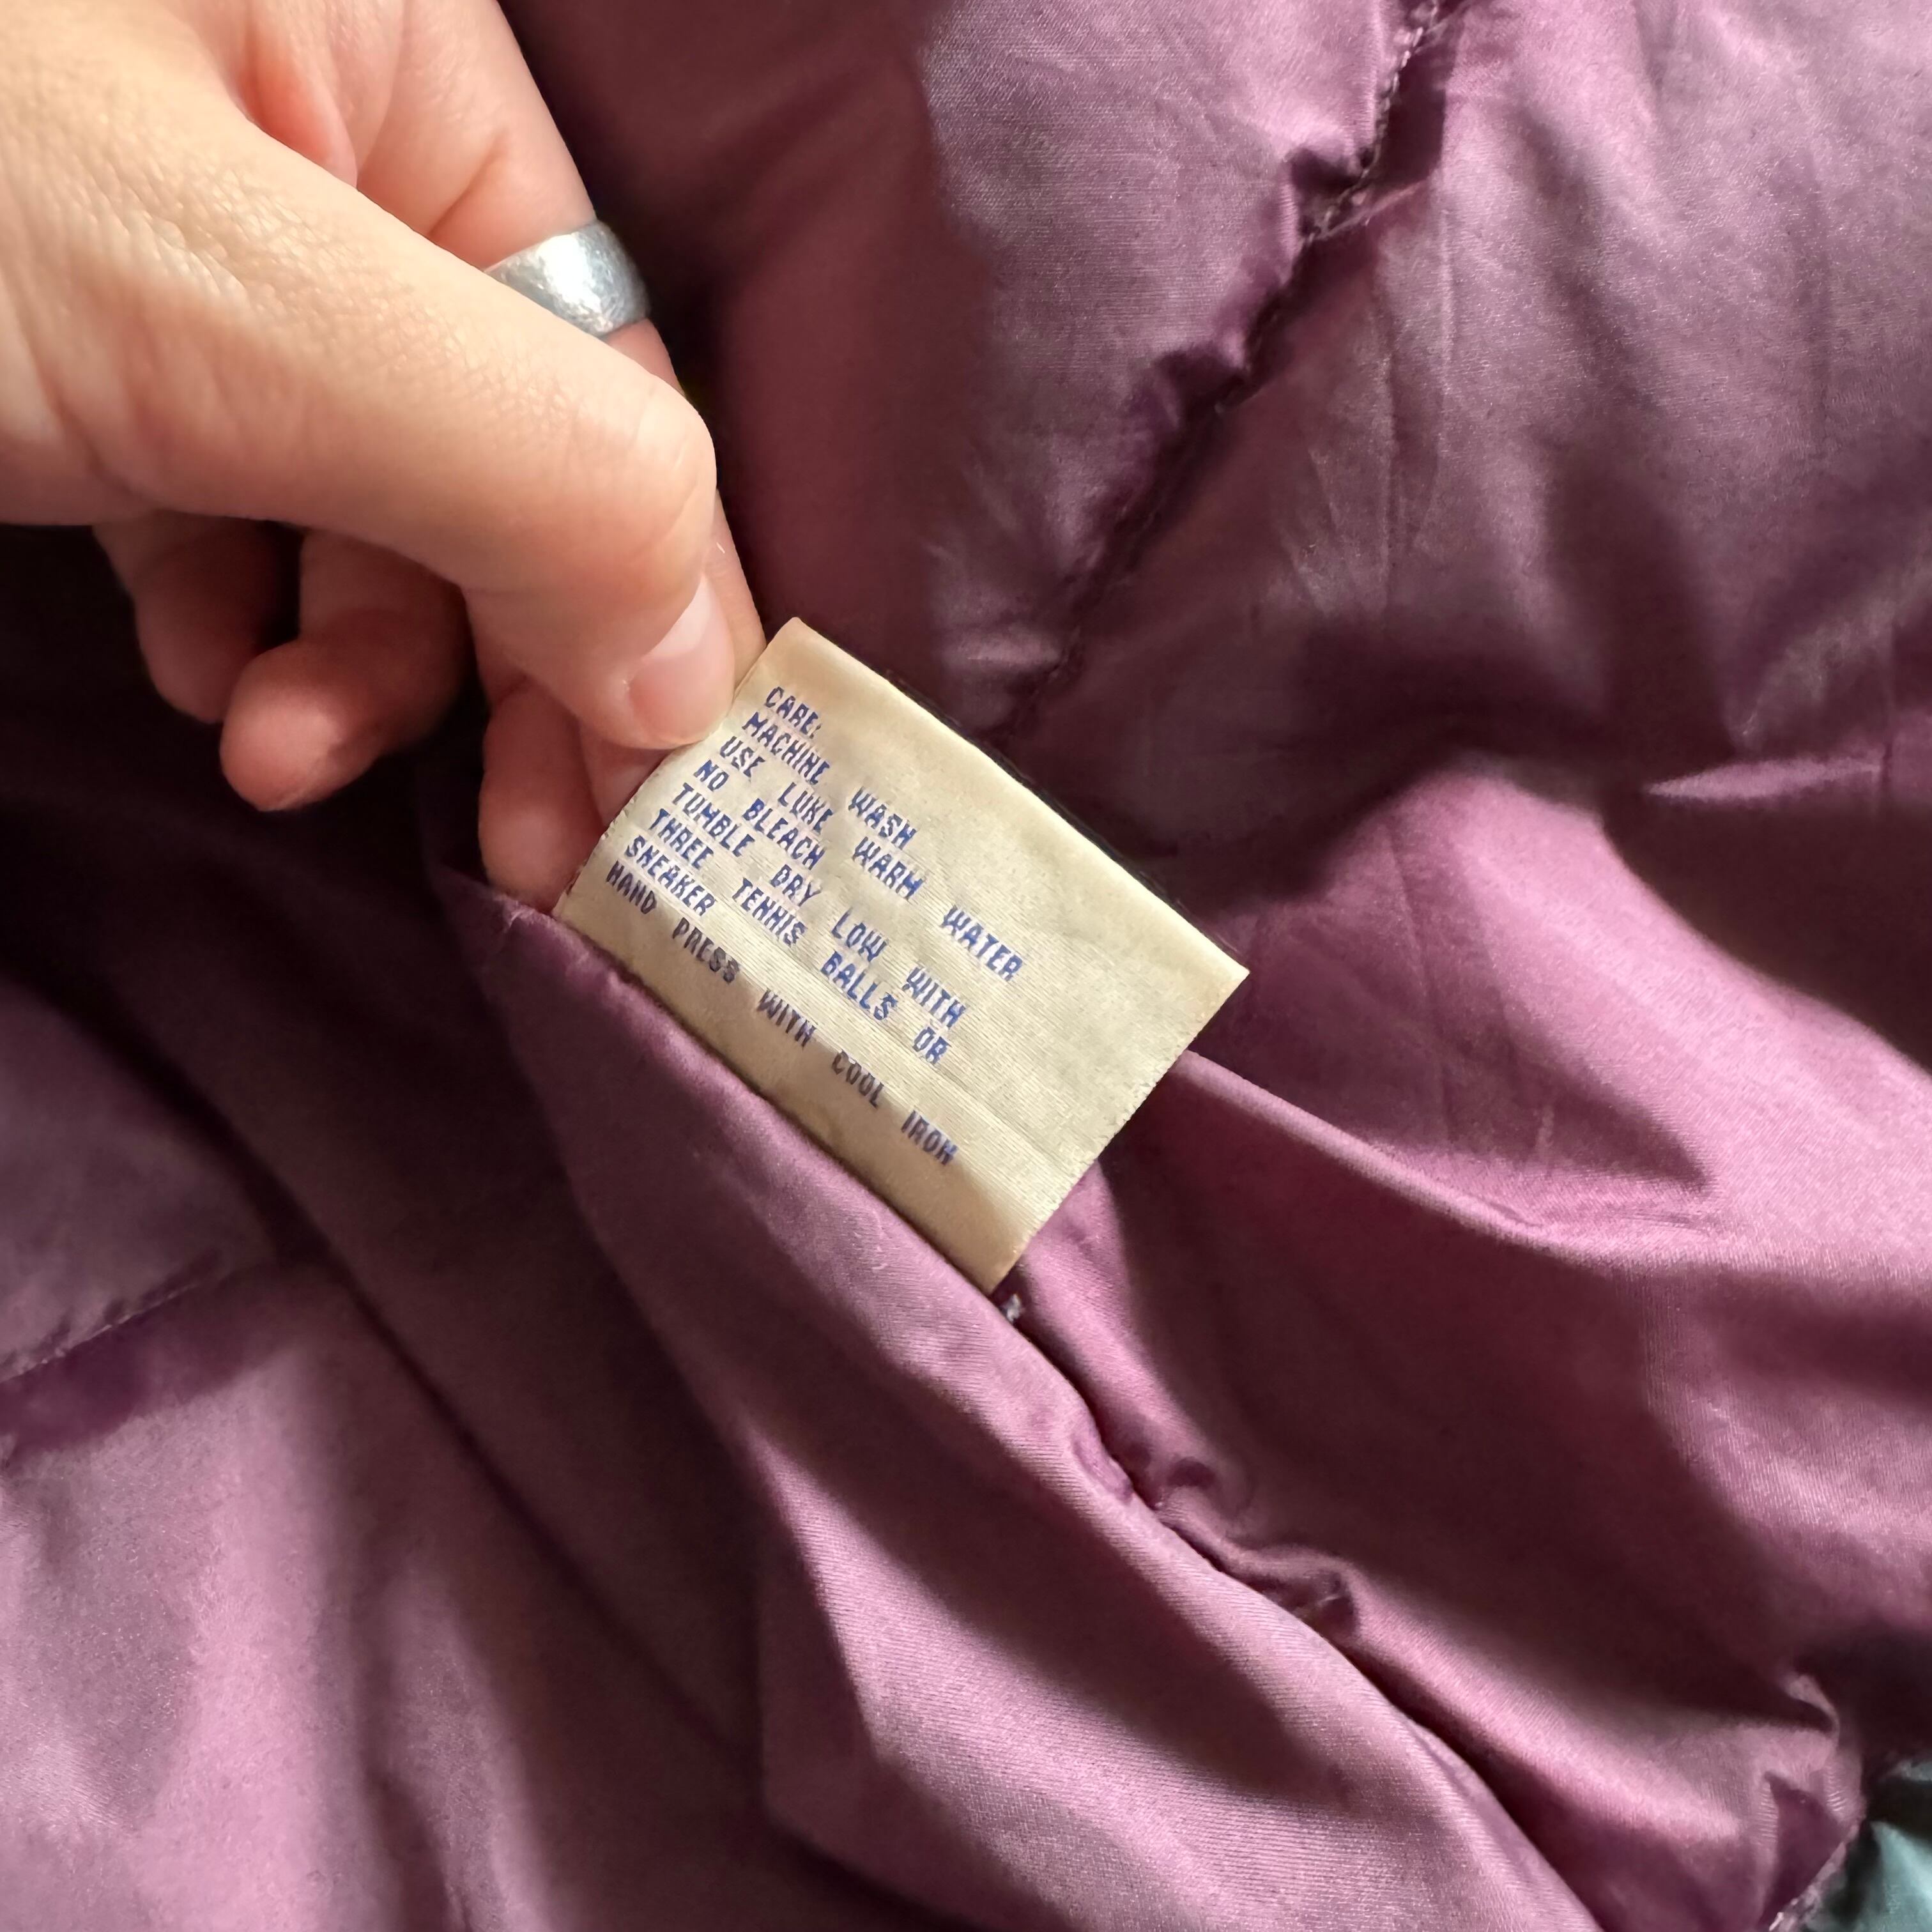 CARE:
MACHINE WASH
USE LUKE WARM WATER
NO BLEACH
TUMBLE DRY LOW WITH
THREE TENNIS BALLS OR
SNEAKER
HAND PRESS WITH COOL IRON